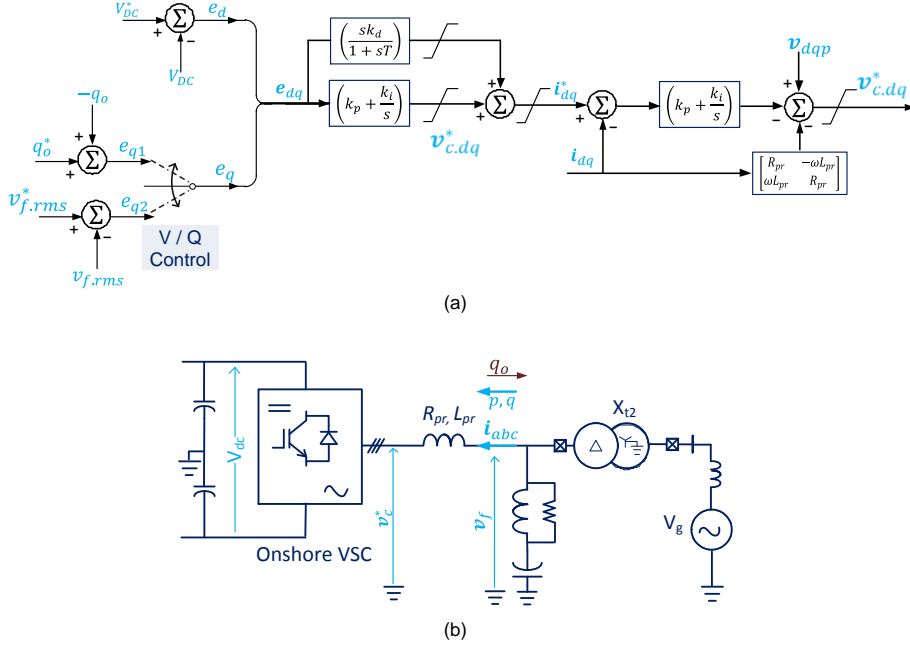 V*DC
+
Σ
−
VDC
ed
−qo
+
q*o
+
Σ
eq1
v*f.rms
+
Σ
−
eq2
vf.rms
eq
V / Q
Control
edq
(skd / 1 + sT)
(kp + ki/s)
+
Σ
+
v*c.dq
i*dq
+
Σ
−
idq
(kp + ki/s)
vdqp
+
Σ
−
−
v*c.dq
[Rpr −ωLpr
ωLpr Rpr]
(a)
qo
p, q
Rpr, Lpr
iabc
Xt2
Δ
Vdc
v*c
vf
Vg
Onshore VSC
(b)